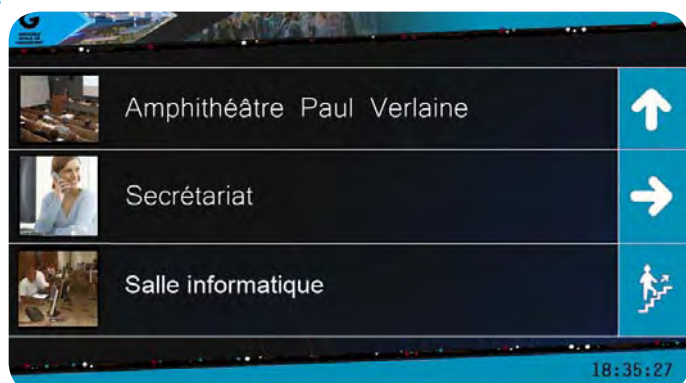 G
Amphithéâtre Paul Verlaine
Secrétariat
Salle informatique
18:35:27